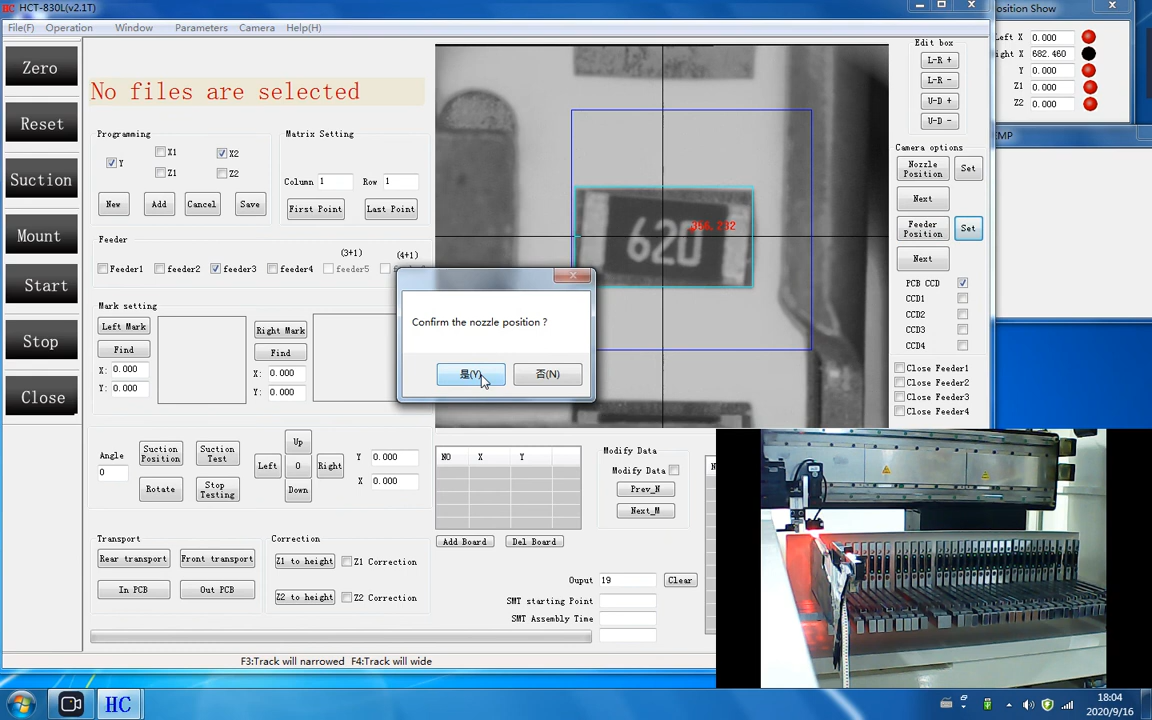 HC HCT-830L(v2.1T)
File(F) Operation Window Parameters Camera Help(H)
Zero
Reset
Suction
Mount
Start
Stop
Close
No files are selected
Programming
Y
X1
X2
Z1
Z2
New
Add
Cancel
Save
Matrix Setting
Column 1
Row 1
First Point
Last Point
Feeder
(3+1)
(4+1)
Feeder1
feeder2
feeder3
feeder4
feeder5
Mark setting
Left Mark
Find
X: 0.000
Y: 0.000
Right Mark
Find
X: 0.000
Y: 0.000
620
Confirm the nozzle position ?
是(Y)
否(N)
Angle
0
Suction Position
Suction Test
Rotate
Stop Testing
Up
Left
0
Right
Down
Y 0.000
X 0.000
Transport
Rear transport
Front transport
In PCB
Out PCB
Correction
Z1 to height
Z1 Correction
Z2 to height
Z2 Correction
NO X Y
Add Board
Del Board
Modify Data
Modify Data
Prev_N
Next_M
Ouput 19
Clear
SMT starting Point
SMT Assembly Time
F3:Track will narrowed F4:Track will wide
Edit box
L-R +
L-R -
U-D +
U-D -
Camera options
Nozzle Position
Set
Next
Feeder Position
Set
Next
PCB CCD
CCD1
CCD2
CCD3
CCD4
Close Feeder1
Close Feeder2
Close Feeder3
Close Feeder4
osition Show
eft X 0.000
ight X 682.460
Y 0.000
Z1 0.000
Z2 0.000
EMP
HC
18:04
2020/9/16